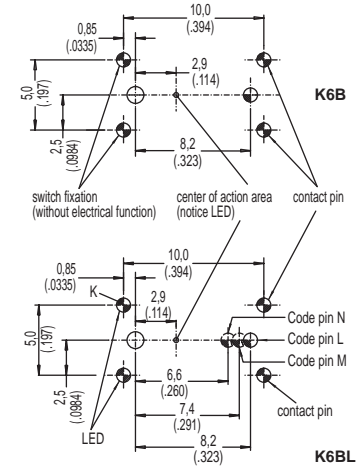 10,0
(.394)
0,85
(.0335)
2,9
(.114)
K6B
5,0
(.197)
2,5
(.0984)
8,2
(.323)
switch fixation
(without electrical function)
center of action area
(notice LED)
contact pin
10,0
(.394)
0,85
(.0335)
K
2,9
(.114)
Code pin N
5,0
(.197)
Code pin L
Code pin M
2,5
(.0984)
6,6
(.260)
7,4
(.291)
contact pin
LED
8,2
(.323)
K6BL